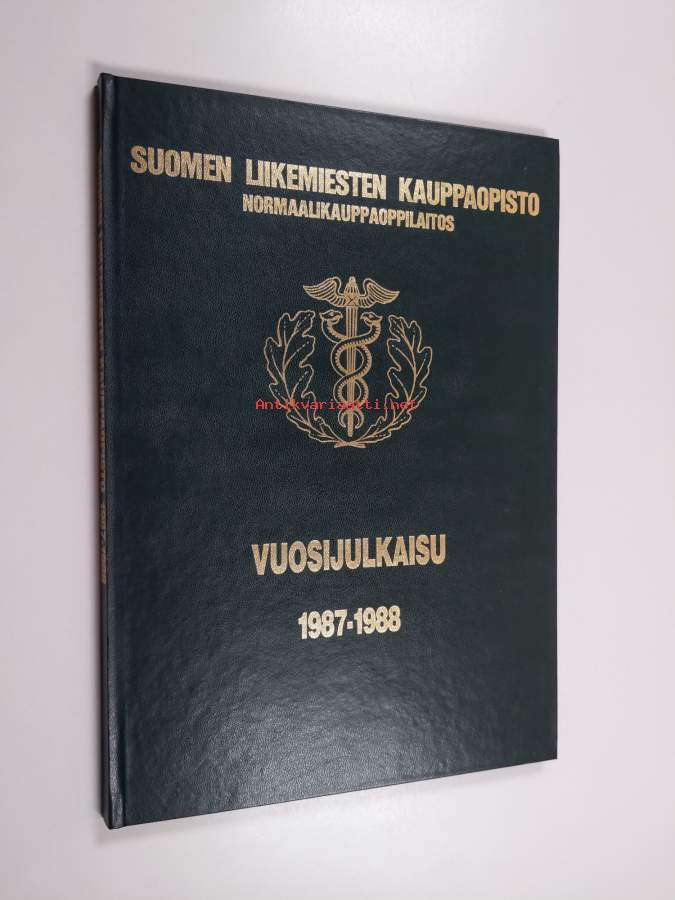 SUOMEN LIIKEMIESTEN KAUPPAOPISTO
NORMAALIKAUPPAOPPILAITOS
Antikvariaatti.net
VUOSIJULKAISU
1987-1988